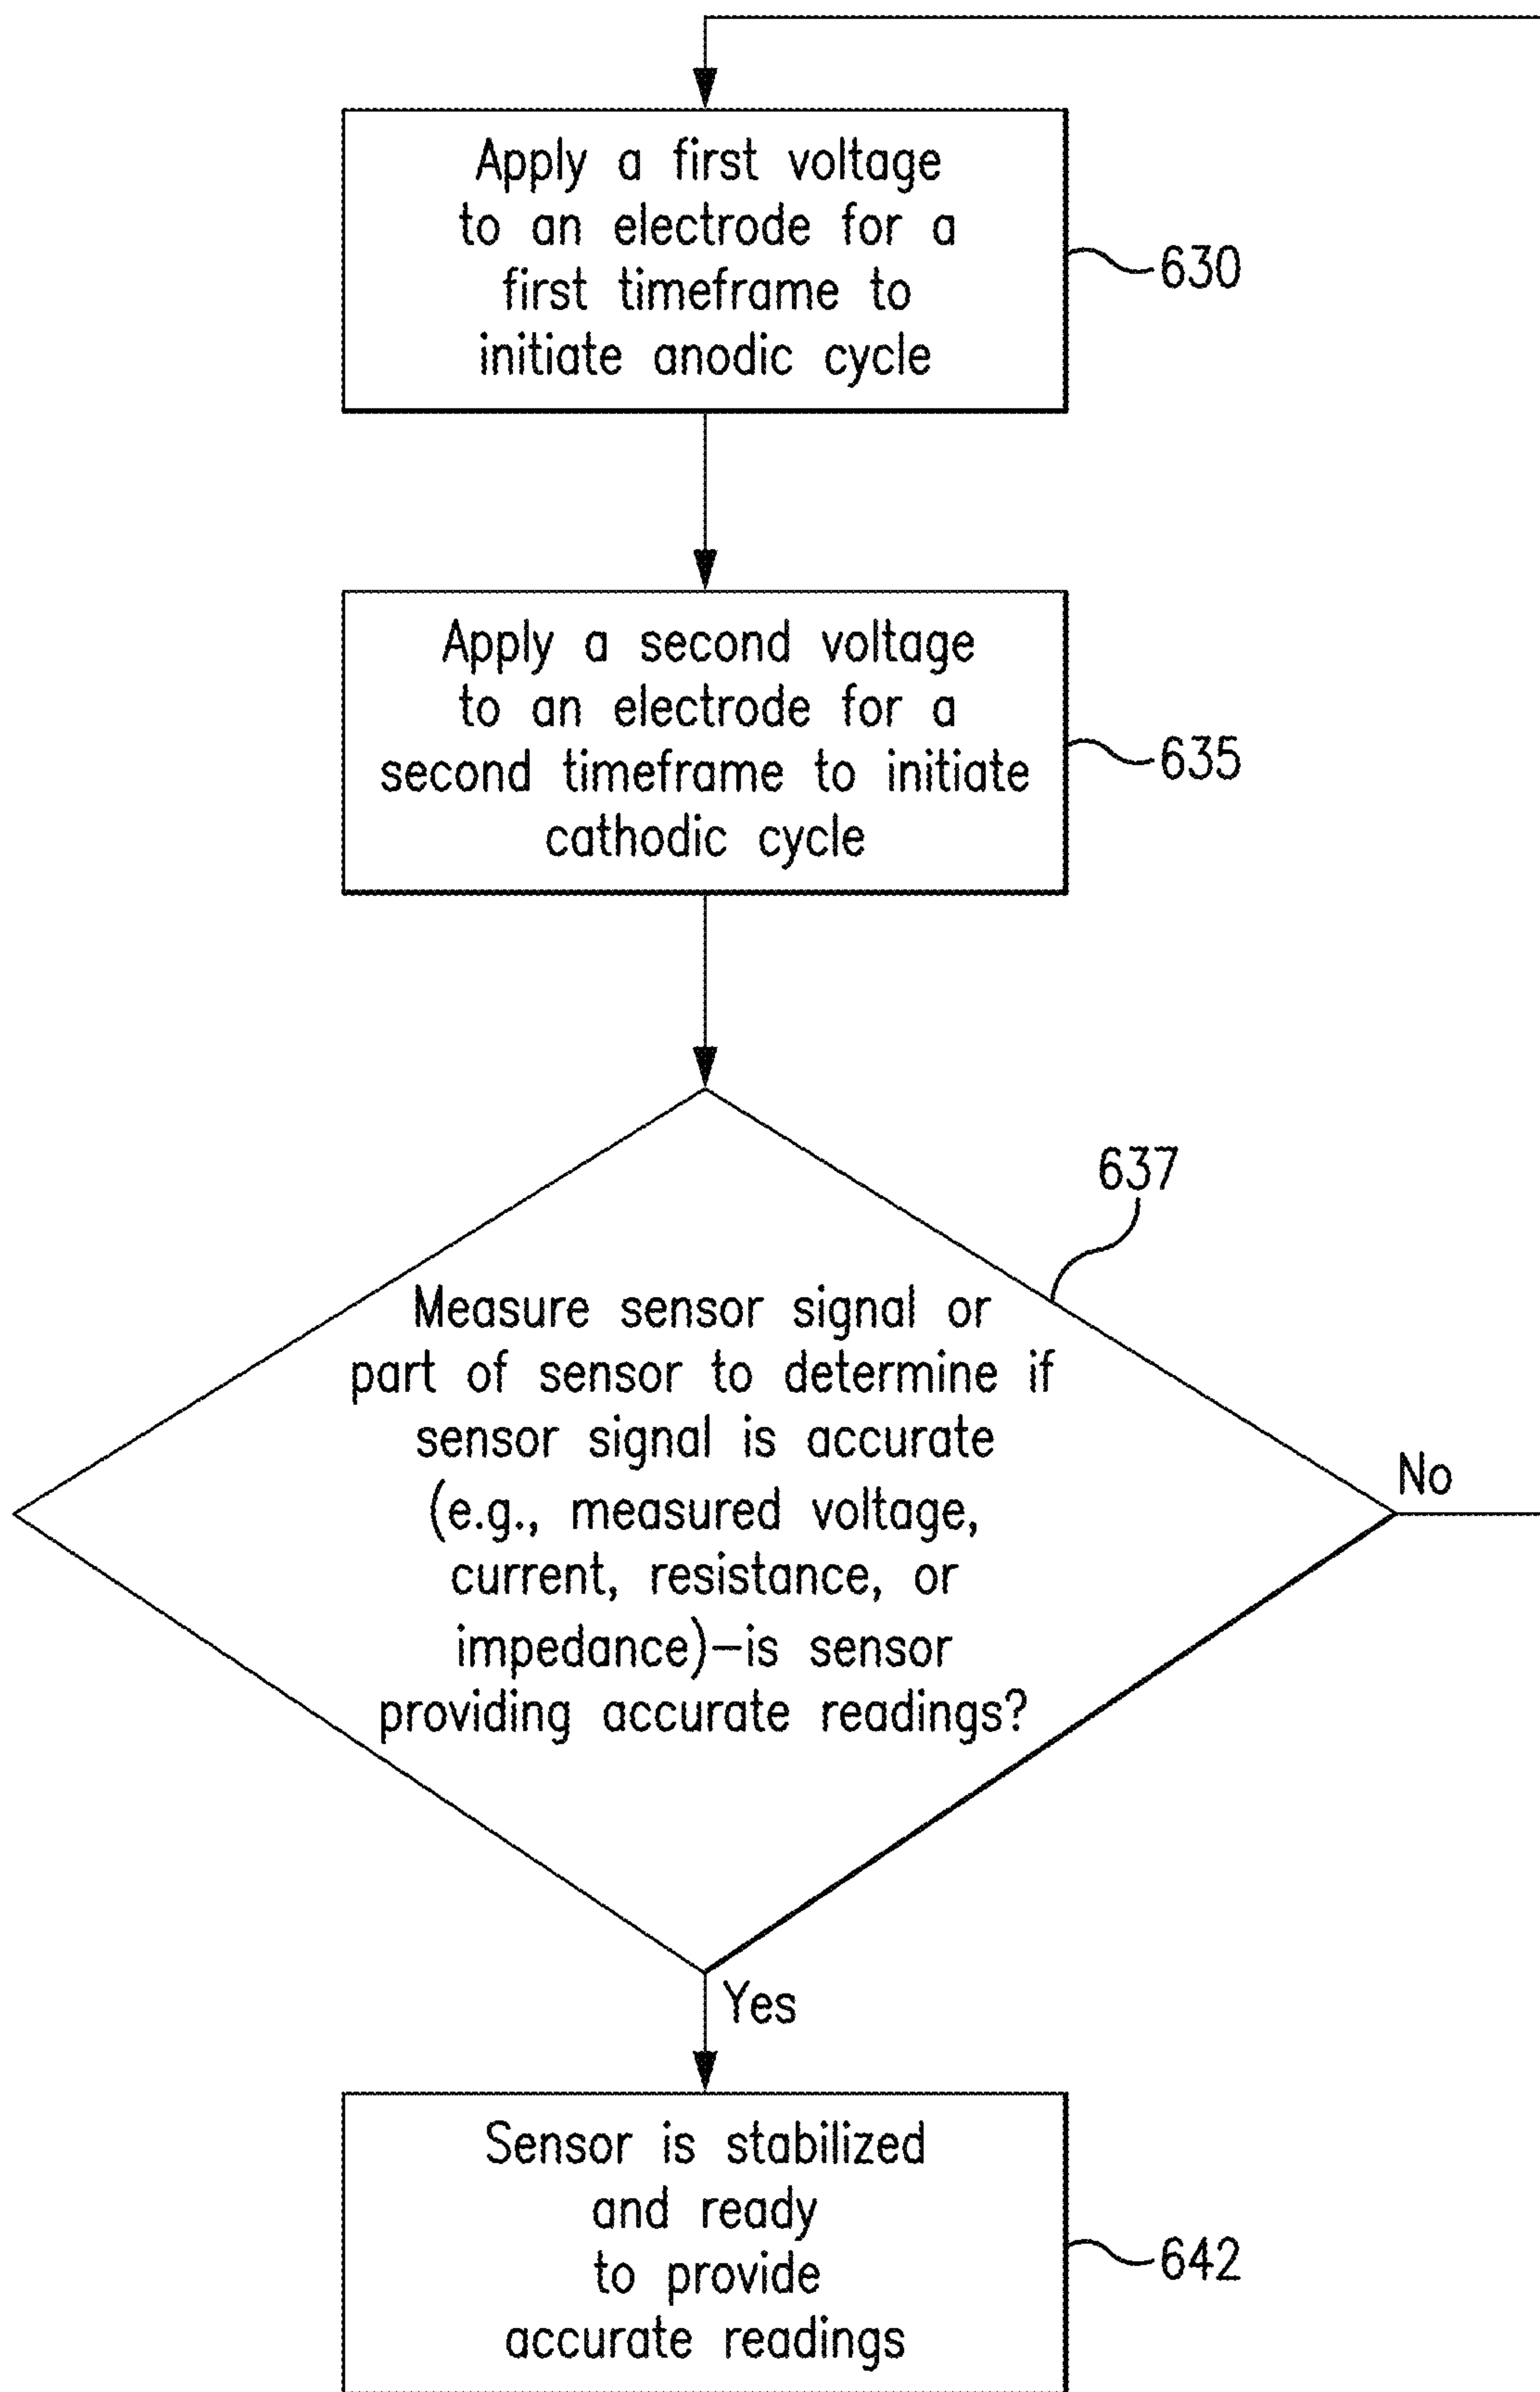 Apply a first voltage
to an electrode for a
first timeframe to
initiate anodic cycle
630
Apply a second voltage
to an electrode for a
second timeframe to initiate
cathodic cycle
635
637
Measure sensor signal or
part of sensor to determine if
sensor signal is accurate
(e.g., measured voltage,
current, resistance, or
impedance)–is sensor
providing accurate readings?
No
Yes
Sensor is stabilized
and ready
to provide
accurate readings
642